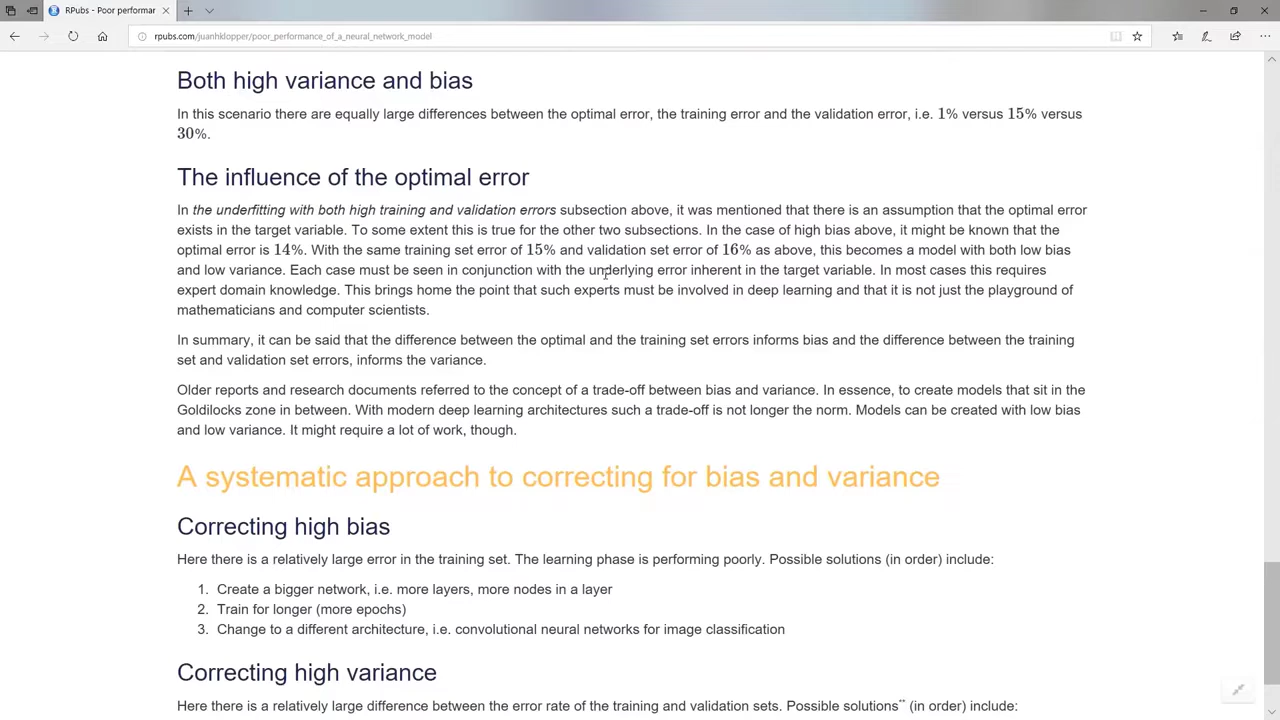 RPubs - Poor performar
rpubs.com/juanhklopper/poor_performance_of_a_neural_network_model
Both high variance and bias
In this scenario there are equally large differences between the optimal error, the training error and the validation error, i.e. 1% versus 15% versus
30%.
The influence of the optimal error
In the underfitting with both high training and validation errors subsection above, it was mentioned that there is an assumption that the optimal error
exists in the target variable. To some extent this is true for the other two subsections. In the case of high bias above, it might be known that the
optimal error is 14%. With the same training set error of 15% and validation set error of 16% as above, this becomes a model with both low bias
and low variance. Each case must be seen in conjunction with the underlying error inherent in the target variable. In most cases this requires
expert domain knowledge. This brings home the point that such experts must be involved in deep learning and that it is not just the playground of
mathematicians and computer scientists.
In summary, it can be said that the difference between the optimal and the training set errors informs bias and the difference between the training
set and validation set errors, informs the variance.
Older reports and research documents referred to the concept of a trade-off between bias and variance. In essence, to create models that sit in the
Goldilocks zone in between. With modern deep learning architectures such a trade-off is not longer the norm. Models can be created with low bias
and low variance. It might require a lot of work, though.
A systematic approach to correcting for bias and variance
Correcting high bias
Here there is a relatively large error in the training set. The learning phase is performing poorly. Possible solutions (in order) include:
1. Create a bigger network, i.e. more layers, more nodes in a layer
2. Train for longer (more epochs)
3. Change to a different architecture, i.e. convolutional neural networks for image classification
Correcting high variance
Here there is a relatively large difference between the error rate of the training and validation sets. Possible solutions** (in order) include: